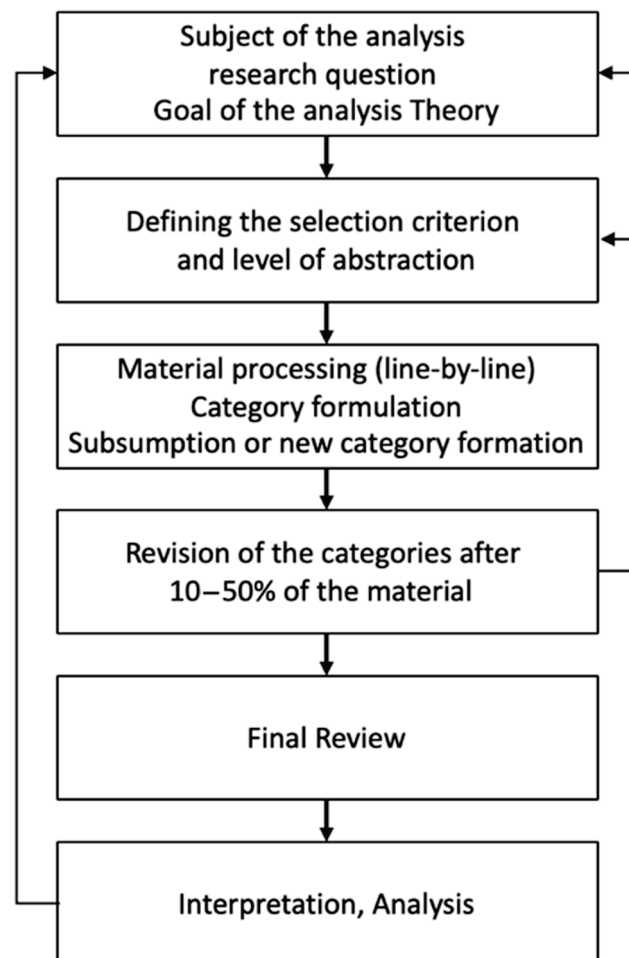 Subject of the analysis
research question
Goal of the analysis Theory
Defining the selection criterion
and level of abstraction
Material processing (line-by-line)
Category formulation
Subsumption or new category formation
Revision of the categories after
10–50% of the material
Final Review
Interpretation, Analysis